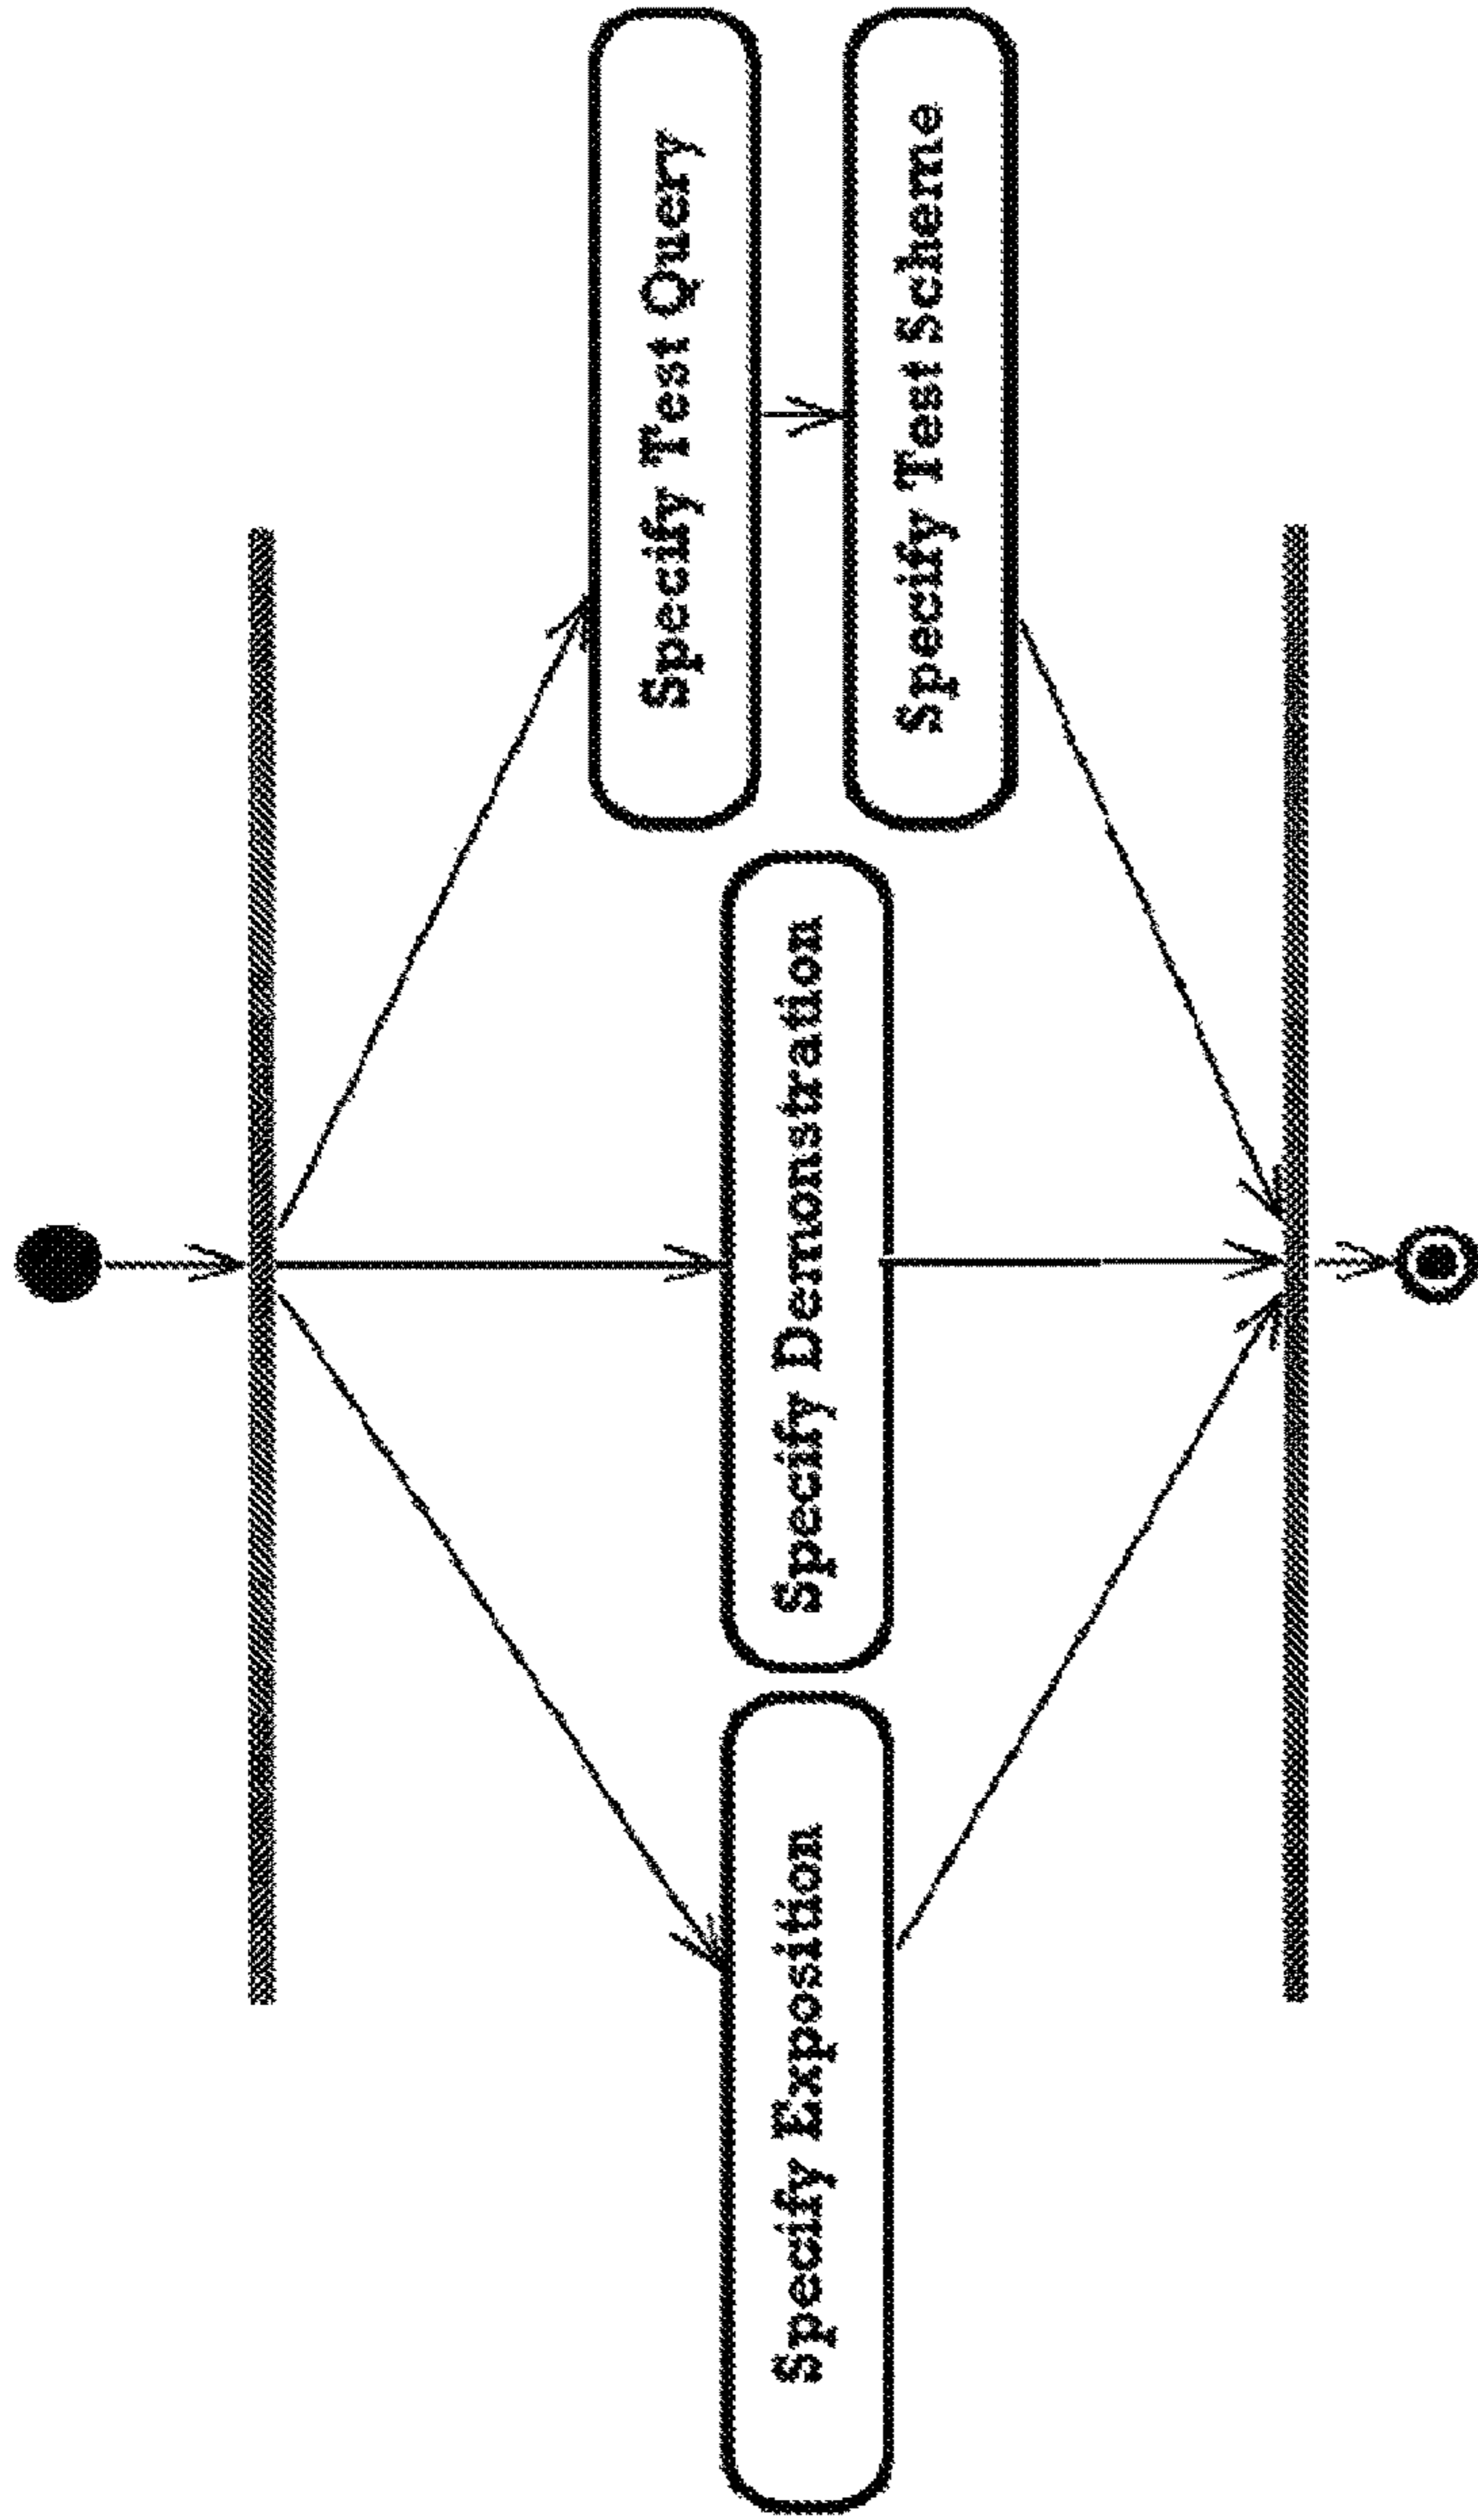 Specify Exposition
Specify Demonstration
Specify Test Query
Specify Test Scheme